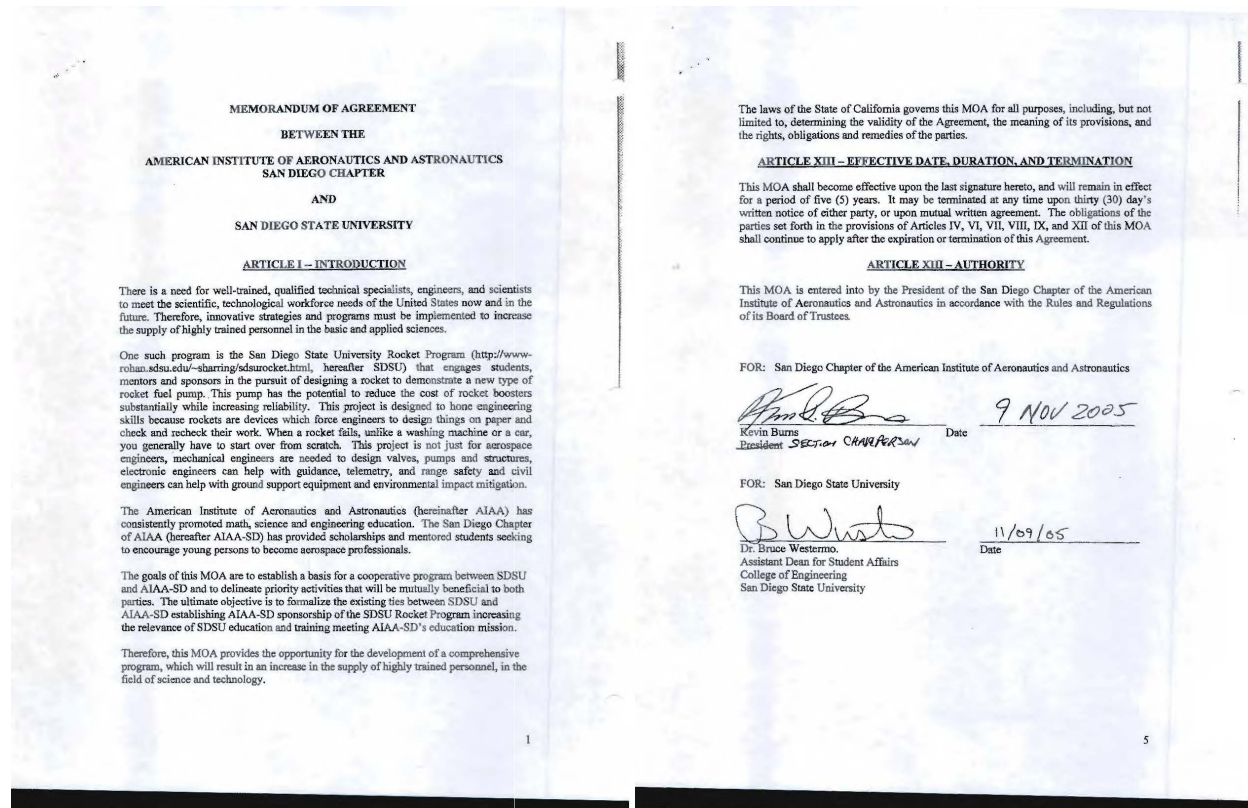 MEMORANDUM OF AGREEMENT
BETWEEN THE
AMERICAN INSTITUTE OF AERONAUTICS AND ASTRONAUTICS
SAN DIEGO CHAPTER
AND
SAN DIEGO STATE UNIVERSITY
ARTICLE I – INTRODUCTION
There is a need for well-trained, qualified technical specialists, engineers, and scientists
to meet the scientific, technological workforce needs of the United States now and in the
future. Therefore, innovative strategies and programs must be implemented to increase
the supply of highly trained personnel in the basic and applied sciences.
One such program is the San Diego State University Rocket Program (http://www-
rohan.sdsu.edu/~sharring/sdsurocket.html, hereafter SDSU) that engages students,
mentors and sponsors in the pursuit of designing a rocket to demonstrate a new type of
rocket fuel pump. This pump has the potential to reduce the cost of rocket boosters
substantially while increasing reliability. This project is designed to hone engineering
skills because rockets are devices which force engineers to design things on paper and
check and recheck their work. When a rocket fails, unlike a washing machine or a car,
you generally have to start over from scratch. This project is not just for aerospace
engineers, mechanical engineers are needed to design valves, pumps and structures,
electronic engineers can help with guidance, telemetry, and range safety and civil
engineers can help with ground support equipment and environmental impact mitigation.
The American Institute of Aeronautics and Astronautics (hereinafter AIAA) has
consistently promoted math, science and engineering education. The San Diego Chapter
of AIAA (hereafter AIAA-SD) has provided scholarships and mentored students seeking
to encourage young persons to become aerospace professionals.
The goals of this MOA are to establish a basis for a cooperative program between SDSU
and AIAA-SD and to delineate priority activities that will be mutually beneficial to both
parties. The ultimate objective is to formalize the existing ties between SDSU and
AIAA-SD establishing AIAA-SD sponsorship of the SDSU Rocket Program increasing
the relevance of SDSU education and training meeting AIAA-SD's education mission.
Therefore, this MOA provides the opportunity for the development of a comprehensive
program, which will result in an increase in the supply of highly trained personnel, in the
field of science and technology.
1
The laws of the State of California governs this MOA for all purposes, including, but not
limited to, determining the validity of the Agreement, the meaning of its provisions, and
the rights, obligations and remedies of the parties.
ARTICLE XIII – EFFECTIVE DATE, DURATION, AND TERMINATION
This MOA shall become effective upon the last signature hereto, and will remain in effect
for a period of five (5) years. It may be terminated at any time upon thirty (30) day's
written notice of either party, or upon mutual written agreement. The obligations of the
parties set forth in the provisions of Articles IV, VI, VII, VIII, IX, and XII of this MOA
shall continue to apply after the expiration or termination of this Agreement.
ARTICLE XIII – AUTHORITY
This MOA is entered into by the President of the San Diego Chapter of the American
Institute of Aeronautics and Astronautics in accordance with the Rules and Regulations
of its Board of Trustees.
FOR: San Diego Chapter of the American Institute of Aeronautics and Astronautics
9 NOV 2005
Kevin Burns Date
President SECTION CHAIRPERSON
FOR: San Diego State University
11/09/05
Dr. Bruce Westermo. Date
Assistant Dean for Student Affairs
College of Engineering
San Diego State University
5